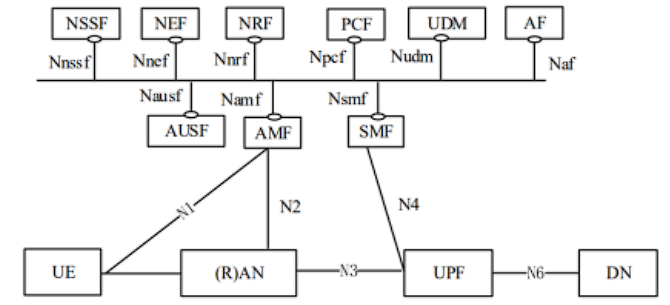 NSSF NEF NRF PCF UDM AF
Nnssf Nnef Nnrf Npcf Nudm Naf
Nausf Namf Nsmf
AUSF AMF SMF
N1 N2 N4
UE (R)AN N3 UPF N6 DN